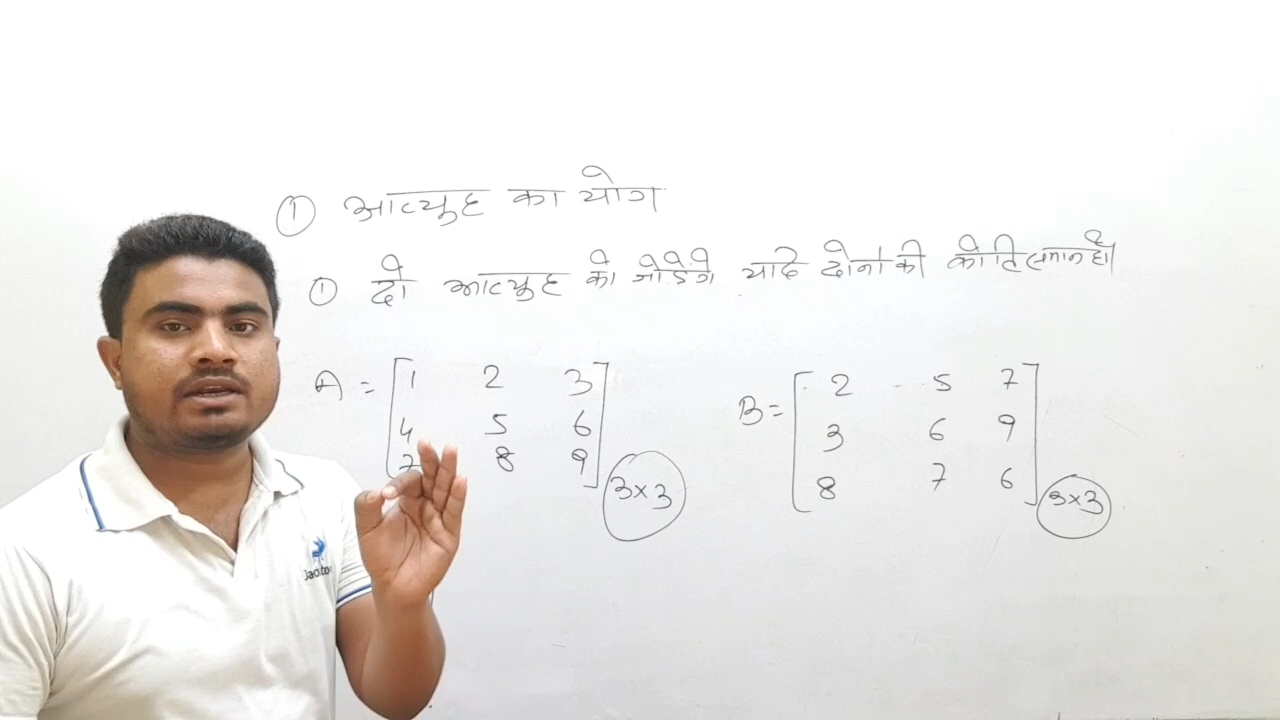 ① आव्यूह का योग
① दो आव्यूह को जोड़ेंगे यदि दोनों की कोटि समान हो
A = [1 2 3 B = [2 5 7
4 5 6] 3 6 9]
7 8 9 3×3 8 7 6 3×3